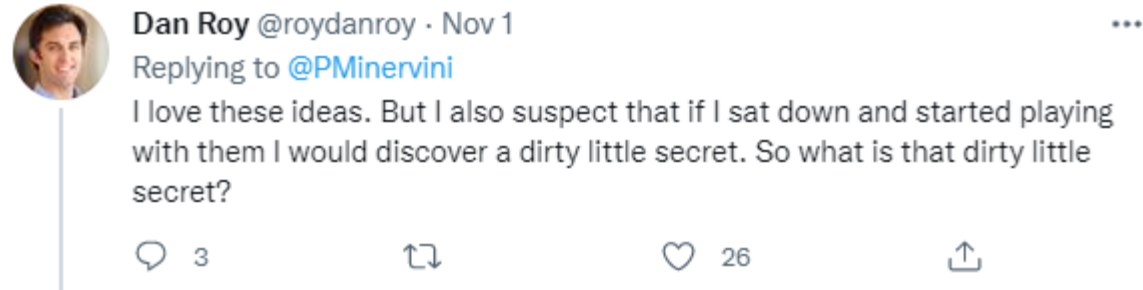 Dan Roy @roydanroy · Nov 1
Replying to @PMinervini
I love these ideas. But I also suspect that if I sat down and started playing
with them I would discover a dirty little secret. So what is that dirty little
secret?
3 26